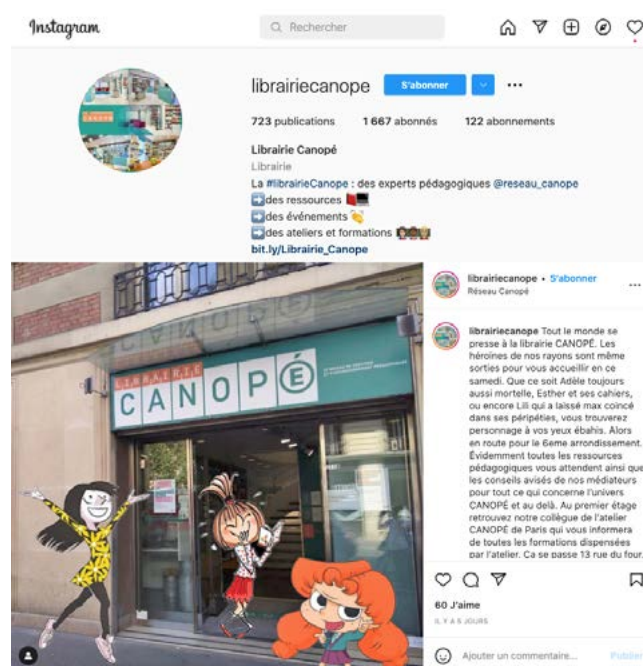 Instagram
Rechercher
librairiecanope S'abonner
723 publications 1 667 abonnés 122 abonnements
Librairie Canopé
Librairie
La #librairieCanope : des experts pédagogiques @reseau_canope
des ressources
des événements
des ateliers et formations
bit.ly/Librairie_Canope
LIBRAIRIE
CANOPÉ
librairiecanope • S'abonner
Réseau Canopé
librairiecanope Tout le monde se
presse à la librairie CANOPÉ. Les
héroïnes de nos rayons sont même
sorties pour vous accueillir en ce
samedi. Que ce soit Adèle toujours
aussi mortelle, Esther et ses cahiers,
ou encore Lili qui a laissé max coincé
dans ses péripéties, vous trouverez
personnage à vos yeux ébahis. Alors
en route pour le 6eme arrondissement.
Évidemment toutes les ressources
pédagogiques vous attendent ainsi que
les conseils avisés de nos médiateurs
pour tout ce qui concerne l'univers
CANOPÉ et au delà. Au premier étage
retrouvez notre collègue de l'atelier
CANOPÉ de Paris qui vous informera
de toutes les formations dispensées
par l'atelier. Ca se passe 13 rue du four.
60 J'aime
IL Y A 5 JOURS
Ajouter un commentaire... Publier